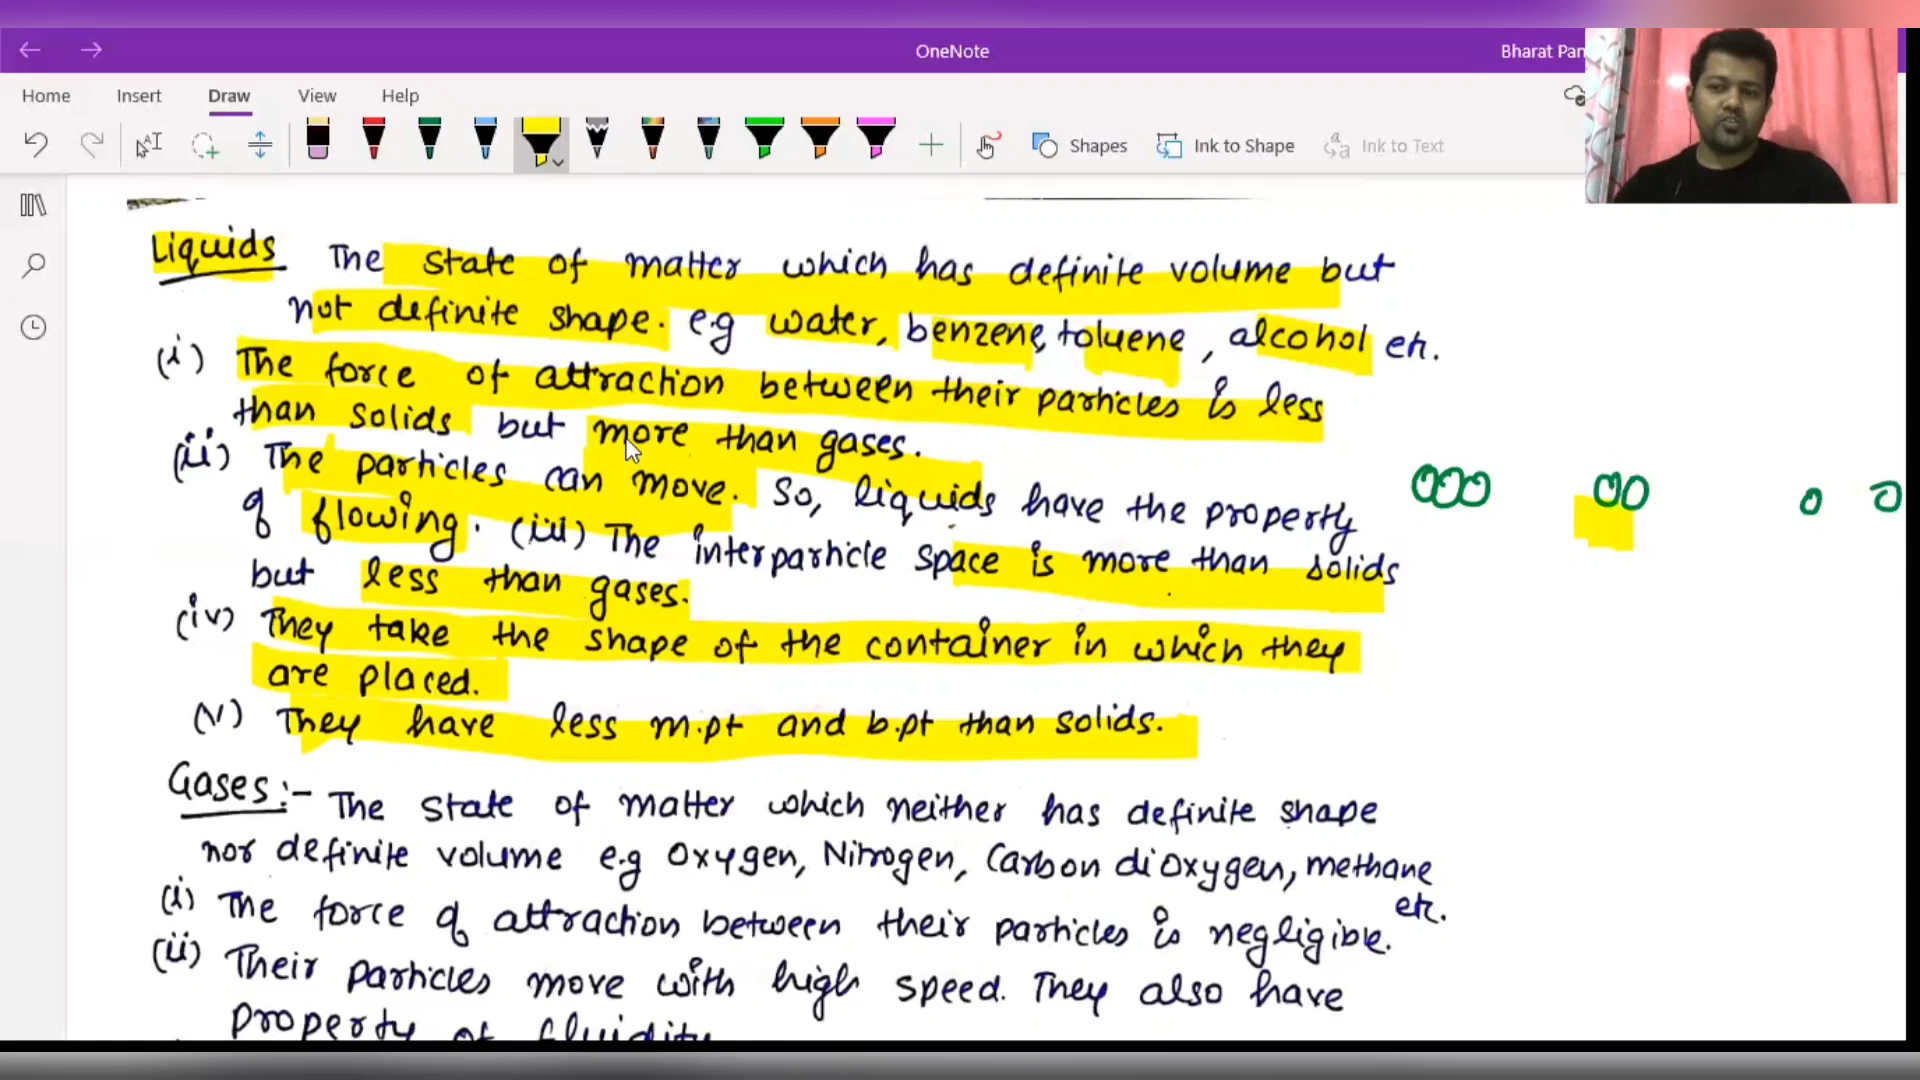 OneNote
Bharat Pan
Home Insert Draw View Help
Shapes Ink to Shape Ink to Text
Liquids The state of matter which has definite volume but
not definite shape. e.g water, benzene, toluene, alcohol etc.
(i) The force of attraction between their particles is less
than solids but more than gases.
(ii) The particles can move. So, liquids have the property
of flowing. (iii) The interparticle space is more than solids
but less than gases.
(iv) They take the shape of the container in which they
are placed.
(v) They have less m.pt and b.pt than solids.
Gases:- The state of matter which neither has definite shape
nor definite volume e.g Oxygen, Nitrogen, Carbon dioxygen, methane
etc.
(i) The force of attraction between their particles is negligible.
(ii) Their particles move with high speed. They also have
property of fluidity